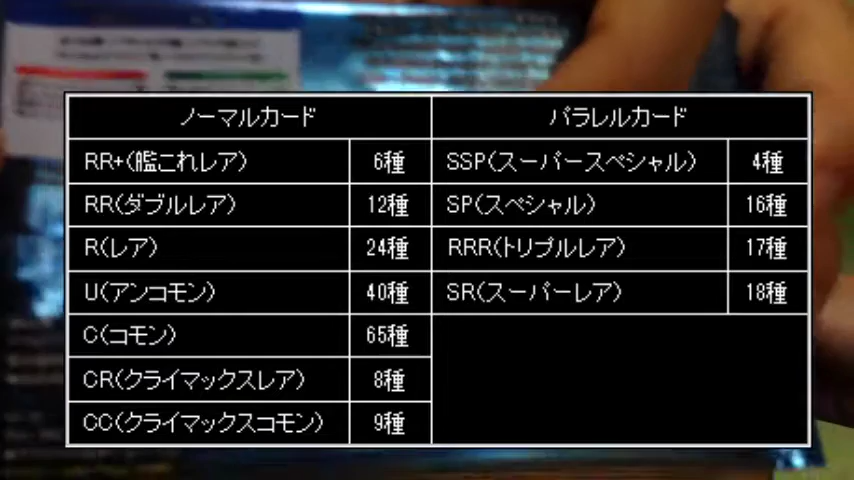 ノーマルカード パラレルカード
RR+(艦これレア) 6種 SSP(スーパースペシャル) 4種
RR(ダブルレア) 12種 SP(スペシャル) 16種
R(レア) 24種 RRR(トリプルレア) 17種
U(アンコモン) 40種 SR(スーパーレア) 18種
C(コモン) 65種
CR(クライマックスレア) 8種
CC(クライマックスコモン) 9種